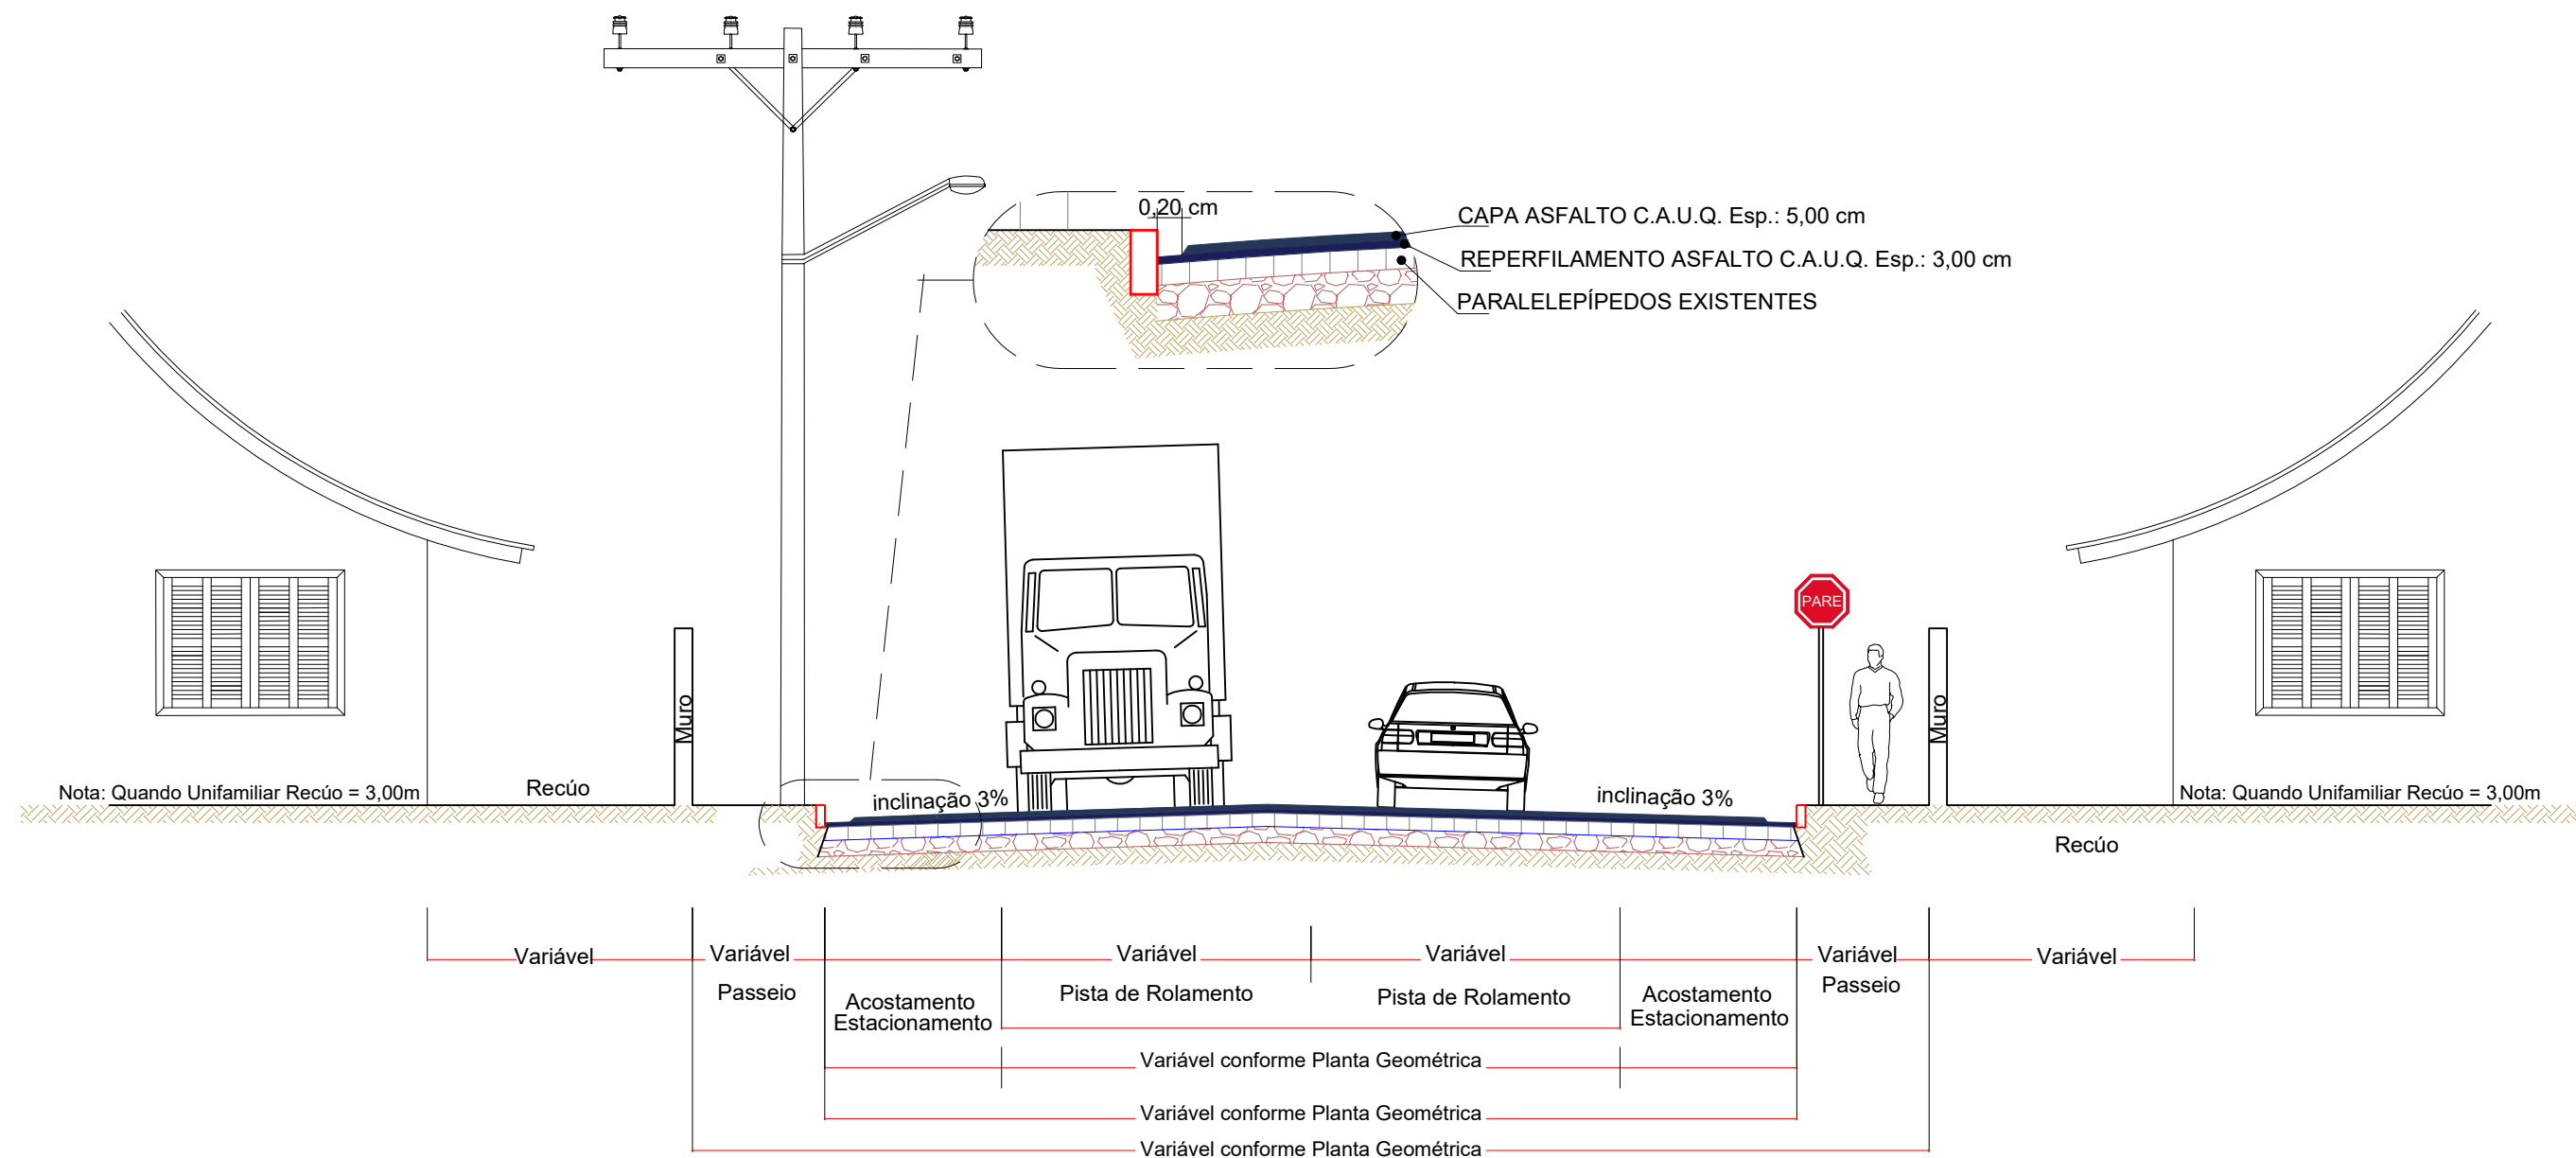 0,20 cm
CAPA ASFALTO C.A.U.Q. Esp.: 5,00 cm
REPERFILAMENTO ASFALTO C.A.U.Q. Esp.: 3,00 cm
PARALELEPÍPEDOS EXISTENTES
PARE
Muro
Muro
Nota: Quando Unifamiliar Recúo = 3,00m
Recúo
inclinação 3%
inclinação 3%
Nota: Quando Unifamiliar Recúo = 3,00m
Recúo
Variável
Variável
Passeio
Acostamento
Estacionamento
Variável
Pista de Rolamento
Variável
Pista de Rolamento
Acostamento
Estacionamento
Variável
Passeio
Variável
Variável conforme Planta Geométrica
Variável conforme Planta Geométrica
Variável conforme Planta Geométrica